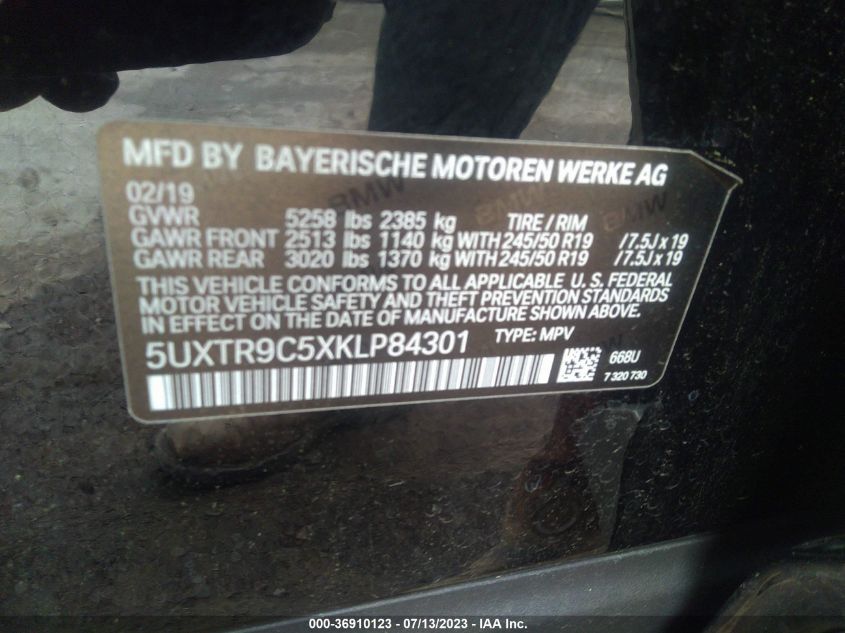 MFD BY BAYERISCHE MOTOREN WERKE AG
02/19
GVWR 5258 lbs 2385 kg TIRE / RIM
GAWR FRONT 2513 lbs 1140 kg WITH 245/50 R19 / 7.5J x 19
GAWR REAR 3020 lbs 1370 kg WITH 245/50 R19 / 7.5J x 19
THIS VEHICLE CONFORMS TO ALL APPLICABLE U. S. FEDERAL
MOTOR VEHICLE SAFETY AND THEFT PREVENTION STANDARDS
IN EFFECT ON THE DATE OF MANUFACTURE SHOWN ABOVE.
5UXTR9C5XKLP84301 TYPE: MPV
668U
7 320 730
BMW
BMW
BMW
000-36910123 - 07/13/2023 - IAA Inc.